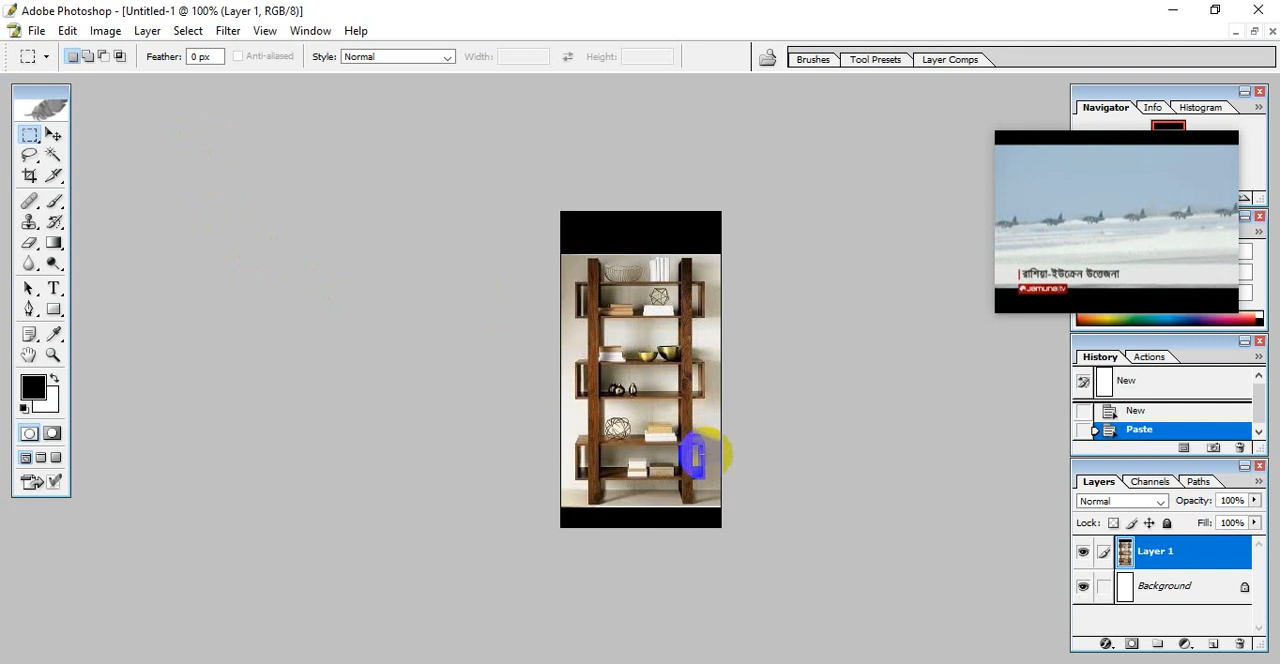 Adobe Photoshop - [Untitled-1 @ 100% (Layer 1, RGB/8)]
File Edit Image Layer Select Filter View Window Help
Feather: 0 px Anti-aliased Style: Normal Width: Height: Brushes Tool Presets Layer Comps
Navigator Info Histogram
রাশিয়া-ইউক্রেন উত্তেজনা
Jamuna tv
History Actions
New
New
Paste
Layers Channels Paths
Normal Opacity: 100%
Lock: Fill: 100%
Layer 1
Background